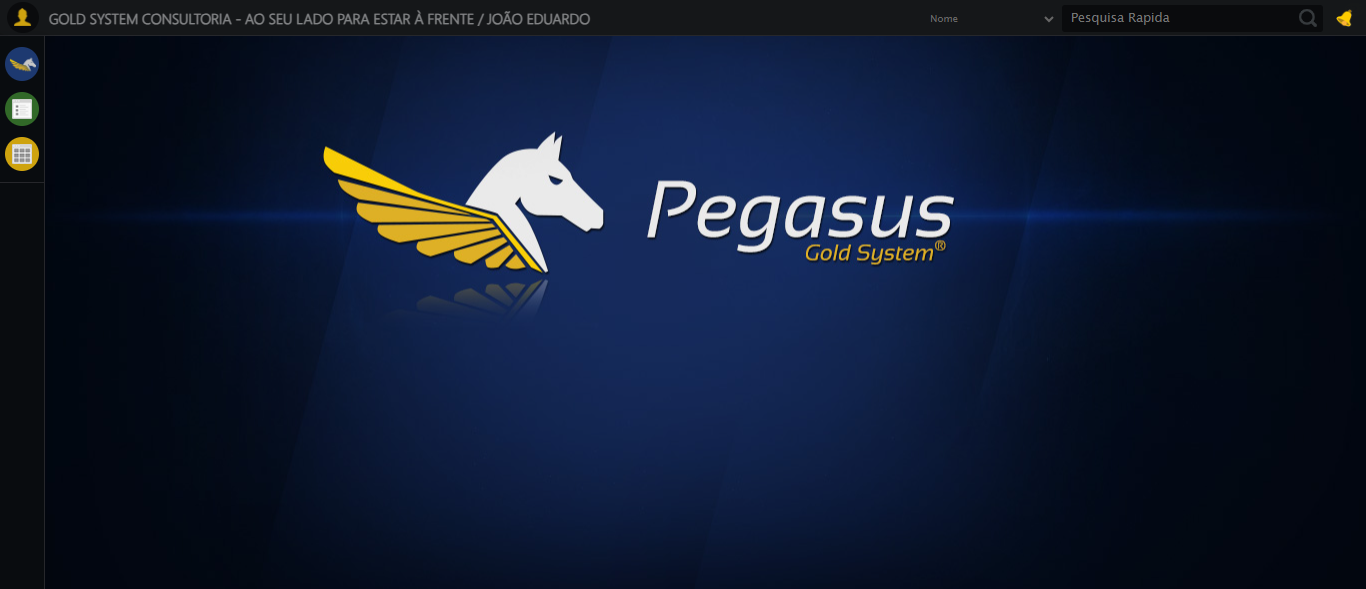 GOLD SYSTEM CONSULTORIA - AO SEU LADO PARA ESTAR À FRENTE / JOÃO EDUARDO
Nome
Pesquisa Rapida
Pegasus
Gold System®